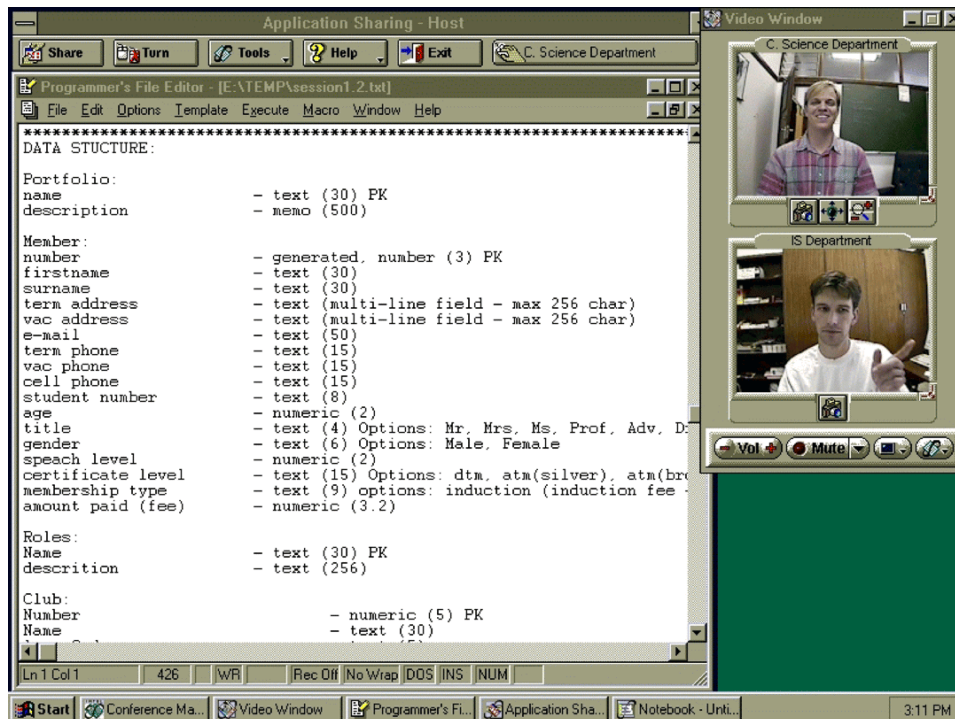 Application Sharing - Host
Share Turn Tools Help Exit C. Science Department
Programmer's File Editor - [E:\TEMP\session1.2.txt]
File Edit Options Template Execute Macro Window Help
**********************************************************************
DATA STUCTURE:
Portfolio:
name - text (30) PK
description - memo (500)
Member:
number - generated, number (3) PK
firstname - text (30)
surname - text (30)
term address - text (multi-line field - max 256 char)
vac address - text (multi-line field - max 256 char)
e-mail - text (50)
term phone - text (15)
vac phone - text (15)
cell phone - text (15)
student number - text (8)
age - numeric (2)
title - text (4) Options: Mr, Mrs, Ms, Prof, Adv,
gender - text (6) Options: Male, Female
speach level - numeric (2)
certificate level - text (15) Options: dtm, atm(silver),
membership type - text (9) options: induction (induction fee -
amount paid (fee) - numeric (3.2)
Roles:
Name - text (30) PK
descrition - text (256)
Club:
Number - numeric (5) PK
Name - text (30)
Ln 1 Col 1 426 WR Rec Off No Wrap DOS INS NUM
Video Window
C. Science Department
IS Department
Vol Mute
Start Conference Ma... Video Window Programmer's Fi... Application Sha... Notebook - Unti... 3:11 PM